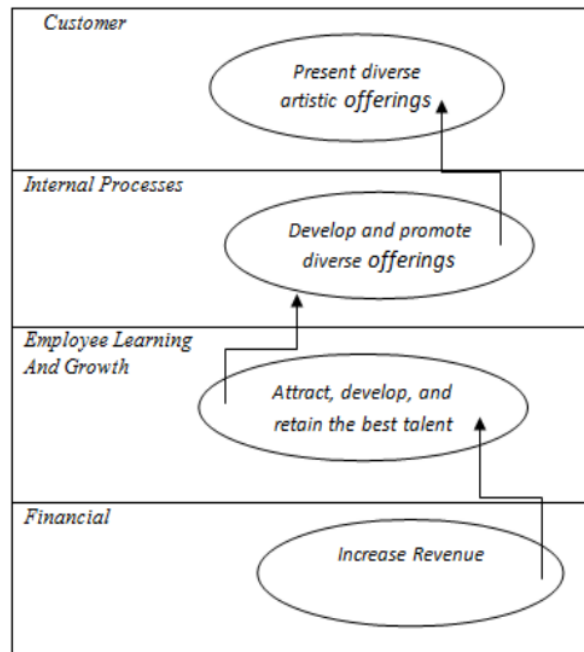 Customer
Present diverse
artistic offerings
Internal Processes
Develop and promote
diverse offerings
Employee Learning
And Growth
Attract, develop, and
retain the best talent
Financial
Increase Revenue